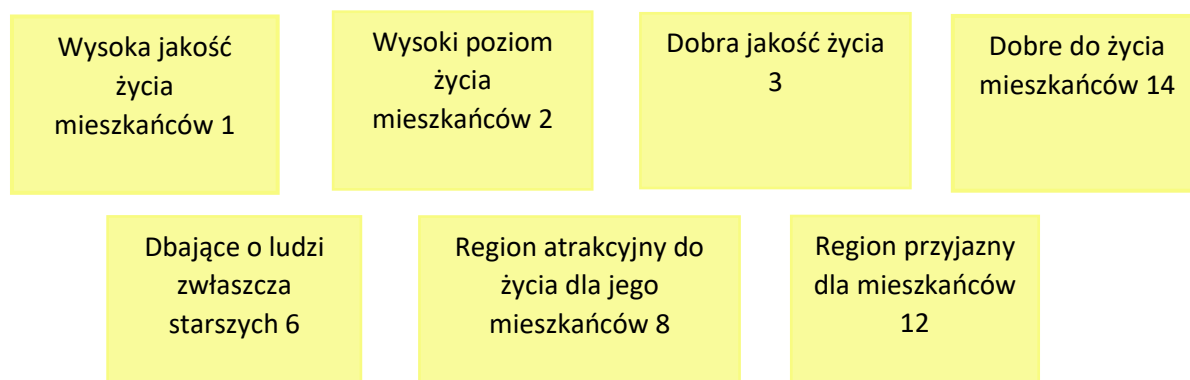 Wysoka jakość
życia
mieszkańców 1
Wysoki poziom
życia
mieszkańców 2
Dobra jakość życia
3
Dobre do życia
mieszkańców 14
Dbające o ludzi
zwłaszcza
starszych 6
Region atrakcyjny do
życia dla jego
mieszkańców 8
Region przyjazny
dla mieszkańców
12